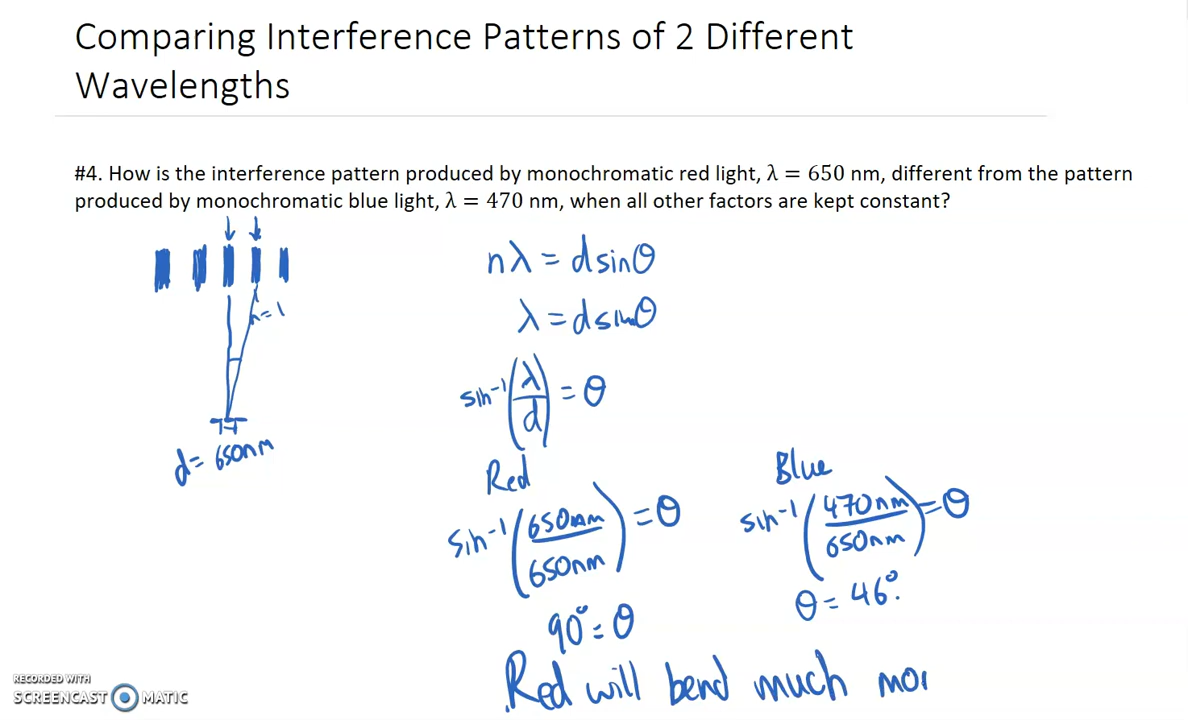 Comparing Interference Patterns of 2 Different
Wavelengths
#4. How is the interference pattern produced by monochromatic red light, λ = 650 nm, different from the pattern
produced by monochromatic blue light, λ = 470 nm, when all other factors are kept constant?
n=1
d= 650nm
nλ = dsinθ
λ = dsinθ
sin⁻¹(λ/d) = θ
Red
sin⁻¹(650nm/650nm) = θ
90° = θ
Blue
sin⁻¹(470nm/650nm) = θ
θ = 46°.
Red will bend much mor
RECORDED WITH
SCREENCAST MATIC